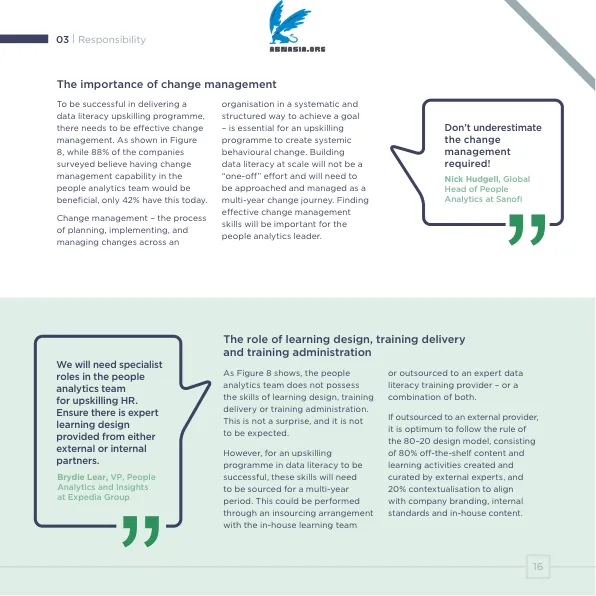 03 | Responsibility
ABNASIA.ORG
The importance of change management
To be successful in delivering a
data literacy upskilling programme,
there needs to be effective change
management. As shown in Figure
8, while 88% of the companies
surveyed believe having change
management capability in the
people analytics team would be
beneficial, only 42% have this today.
Change management – the process
of planning, implementing, and
managing changes across an
organisation in a systematic and
structured way to achieve a goal
– is essential for an upskilling
programme to create systemic
behavioural change. Building
data literacy at scale will not be a
“one-off” effort and will need to
be approached and managed as a
multi-year change journey. Finding
effective change management
skills will be important for the
people analytics leader.
Don’t underestimate
the change
management
required!
Nick Hudgell, Global
Head of People
Analytics at Sanofi
”
We will need specialist
roles in the people
analytics team
for upskilling HR.
Ensure there is expert
learning design
provided from either
external or internal
partners.
Brydie Lear, VP, People
Analytics and Insights
at Expedia Group
”
The role of learning design, training delivery
and training administration
As Figure 8 shows, the people
analytics team does not possess
the skills of learning design, training
delivery or training administration.
This is not a surprise, and it is not
to be expected.
However, for an upskilling
programme in data literacy to be
successful, these skills will need
to be sourced for a multi-year
period. This could be performed
through an insourcing arrangement
with the in-house learning team
or outsourced to an expert data
literacy training provider – or a
combination of both.
If outsourced to an external provider,
it is optimum to follow the rule of
the 80–20 design model, consisting
of 80% off-the-shelf content and
learning activities created and
curated by external experts, and
20% contextualisation to align
with company branding, internal
standards and in-house content.
16